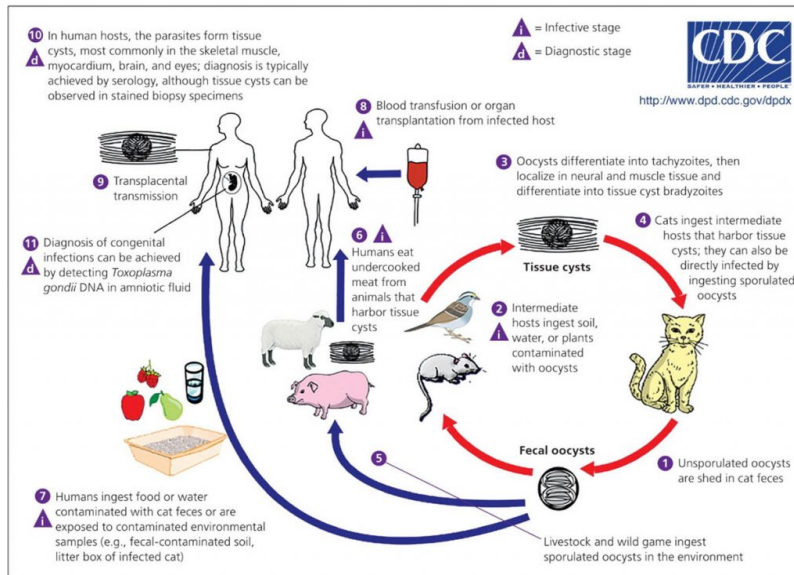 10 In human hosts, the parasites form tissue
d cysts, most commonly in the skeletal muscle,
myocardium, brain, and eyes; diagnosis is typically
achieved by serology, although tissue cysts can be
observed in stained biopsy specimens
i = Infective stage
d = Diagnostic stage
CDC
SAFER • HEALTHIER • PEOPLE™
http://www.dpd.cdc.gov/dpdx
8 Blood transfusion or organ
i transplantation from infected host
9 Transplacental
transmission
3 Oocysts differentiate into tachyzoites, then
localize in neural and muscle tissue and
differentiate into tissue cyst bradyzoites
11 Diagnosis of congenital
d infections can be achieved
by detecting Toxoplasma
gondii DNA in amniotic fluid
6 i
Humans eat
undercooked
meat from
animals that
harbor tissue
cysts
Tissue cysts
4 Cats ingest intermediate
hosts that harbor tissue
cysts; they can also be
directly infected by
ingesting sporulated
oocysts
2 Intermediate
i hosts ingest soil,
water, or plants
contaminated
with oocysts
Fecal oocysts
1 Unsporulated oocysts
are shed in cat feces
5
Livestock and wild game ingest
sporulated oocysts in the environment
7 Humans ingest food or water
i contaminated with cat feces or are
exposed to contaminated environmental
samples (e.g., fecal-contaminated soil,
litter box of infected cat)